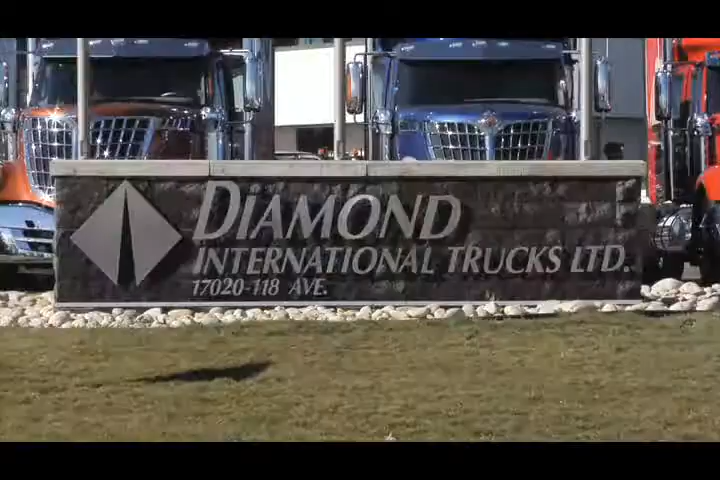 DIAMOND
INTERNATIONAL TRUCKS LTD.
17020-118 AVE.